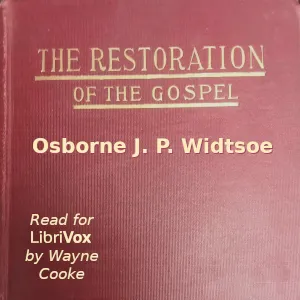 THE RESTORATION
OF THE GOSPEL
Osborne J. P. Widtsoe
Read for
LibriVox
by Wayne
Cooke